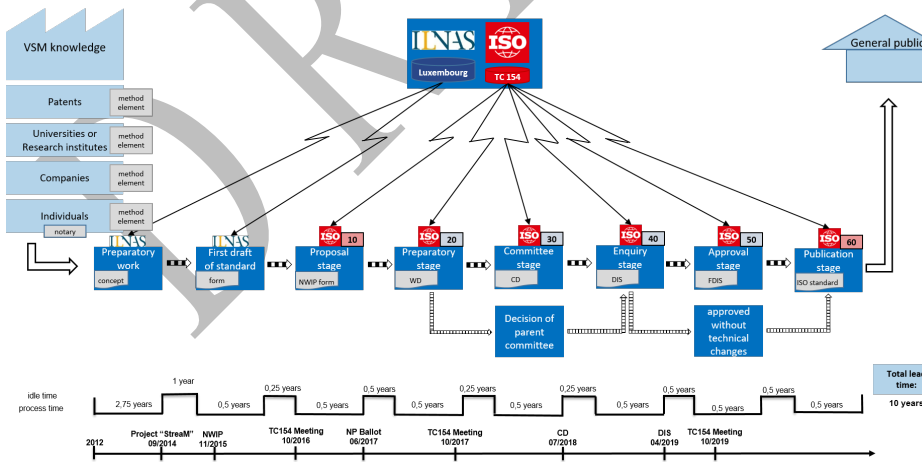 VSM knowledge
Patents
method
element
Universities or
Research institutes
method
element
Companies
method
element
Individuals
notary
method
element
ILNAS
Luxembourg
ISO
TC 154
General public
ILNAS
Preparatory
work
concept
ILNAS
First draft
of standard
form
ISO
10
Proposal
stage
NWIP form
ISO
20
Preparatory
stage
WD
ISO
30
Committee
stage
CD
ISO
40
Enquiry
stage
DIS
ISO
50
Approval
stage
FDIS
ISO
60
Publication
stage
ISO standard
Decision of
parent
committee
approved
without
technical
changes
idle time
process time
2,75 years
1 year
0,5 years
0,25 years
0,5 years
0,5 years
0,5 years
0,25 years
0,5 years
0,25 years
0,5 years
0,5 years
0,5 years
0,5 years
0,5 years
Total lead
time:
10 years
2012
Project "StreaM"
09/2014
NWIP
11/2015
TC154 Meeting
10/2016
NP Ballot
06/2017
TC154 Meeting
10/2017
CD
07/2018
DIS
04/2019
TC154 Meeting
10/2019
DR